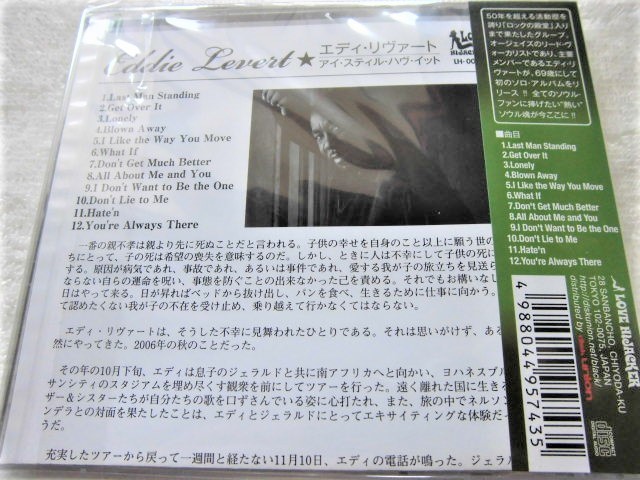 Eddie Levert★
エディ・リヴァート
アイ・スティル・ハヴ・イット
LH-00
1.Last Man Standing
2.Get Over It
3.Lonely
4.Blown Away
5.I Like the Way You Move
6.What If
7.Don't Get Much Better
8.All About Me and You
9.I Don't Want to Be the One
10.Don't Lie to Me
11.Hate'n
12.You're Always There
一番の親不孝は親より先に死ぬことだと言われる。子供の幸せを自身のこと以上に願う世の
ちにとって、子の死は希望の喪失を意味するのだ。しかし、ときに人は不幸にして子供の死に
する。原因が病気であれ、事故であれ、あるいは事件であれ、愛する我が子の旅立ちを見送ら
ならない自らの運命を呪い、事態を防ぐことの出来なかった己を責める。それでもお構いなし
日はやって来る。日が昇ればベッドから抜け出し、パンを食べ、生きるために仕事に向かう。
て認めたくない我が子の不在を受け止め、乗り越えて行かなくてはならない。
エディ・リヴァートは、そうした不幸に見舞われたひとりである。それは思いがけず、ある
然にやってきた。2006年の秋のことだった。
その年の10月下旬、エディは息子のジェラルドと共に南アフリカへと向かい、ヨハネスブル
サンシティのスタジアムを埋め尽くす観衆を前にしてツアーを行った。遠く離れた国に生きる
ザー&シスターたちが自分たちの歌を口ずさんでいる姿に心打たれ、また、旅の中でネルソン
ンデラとの対面を果たしたことは、エディとジェラルドにとってエキサイティングな体験だ
うだ。
充実したツアーから戻って一週間と経たない11月10日、エディの電話が鳴った。ジェラル
50年を超える活動歴を
誇り「ロックの殿堂」入り
まで果たしたグループ、
オージェイズのリード・ヴ
ォーカリストであり、主要
メンバーであるエディ・リ
ヴァートが、69歳にして
初のソロ・アルバムをリ
リース!! 全てのソウル・
ファンに捧げたい"熱い"
ソウル魂が今ここに!!
■曲目
1.Last Man Standing
2.Get Over It
3.Lonely
4.Blown Away
5.I Like the Way You Move
6.What If
7.Don't Get Much Better
8.All About Me and You
9.I Don't Want to Be the One
10.Don't Lie to Me
11.Hate'n
12.You're Always There
4988044957435
distributed by diskunion
http://diskunion.net/black/
TOKYO 102-0075, JAPAN
28 SANBANCHO, CHIYODA-KU
COMPACT
disc
DIGITAL AUDIO